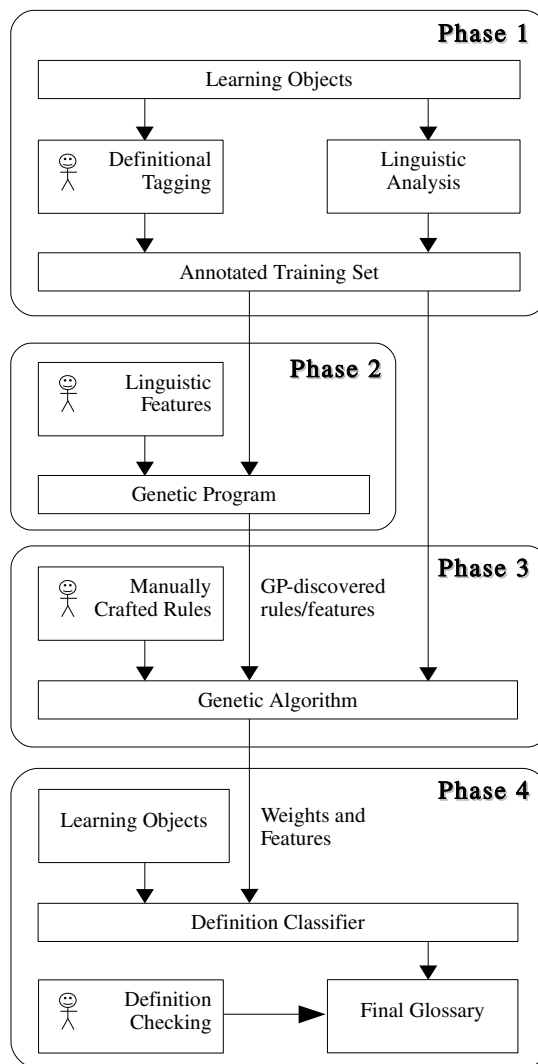 Phase 1
Learning Objects
Definitional
Tagging
Linguistic
Analysis
Annotated Training Set
Phase 2
Linguistic
Features
Genetic Program
Phase 3
Manually
Crafted Rules
GP-discovered
rules/features
Genetic Algorithm
Phase 4
Learning Objects
Weights and
Features
Definition Classifier
Definition
Checking
Final Glossary